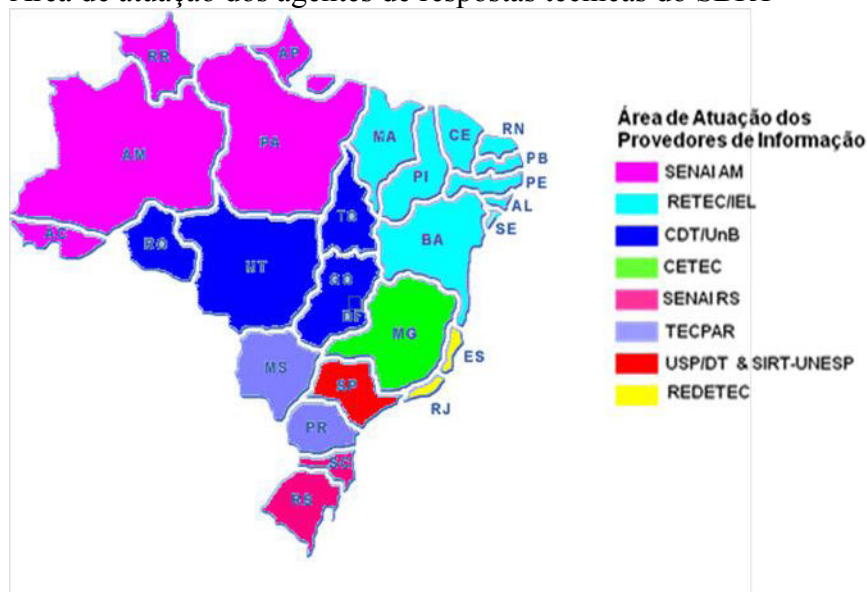 Área de atuação dos agentes de respostas técnicas do SBRT
RR
AP
AM
PA
MA
CE
RN
PB
PI
PE
AL
SE
AC
RO
TO
MT
BA
GO
DF
MG
ES
MS
SP
RJ
PR
SC
RS
Área de Atuação dos
Provedores de Informação
SENAI AM
RETEC/IEL
CDT/UnB
CETEC
SENAI RS
TECPAR
USP/DT & SIRT-UNESP
REDETEC